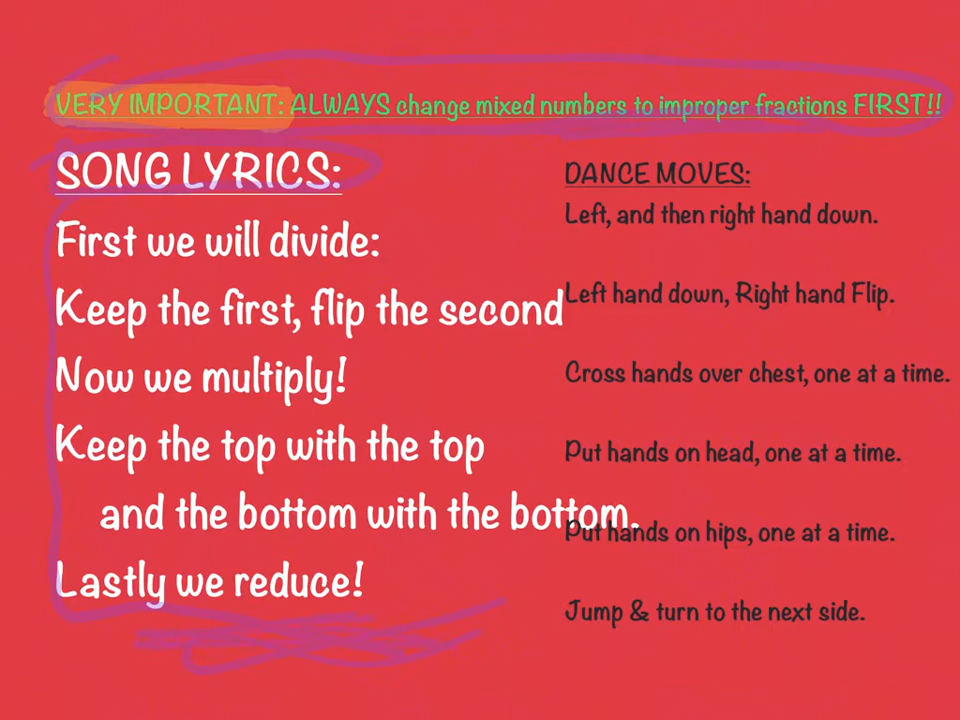 VERY IMPORTANT: ALWAYS change mixed numbers to improper fractions FIRST!!
SONG LYRICS:
First we will divide:
Keep the first, flip the second
Now we multiply!
Keep the top with the top
and the bottom with the bottom.
Lastly we reduce!
DANCE MOVES:
Left, and then right hand down.
Left hand down, Right hand Flip.
Cross hands over chest, one at a time.
Put hands on head, one at a time.
Put hands on hips, one at a time.
Jump & turn to the next side.